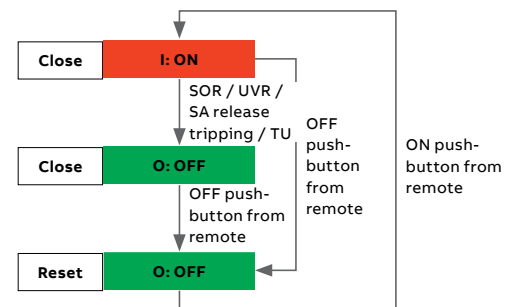 Close
I: ON
SOR / UVR /
SA release
tripping / TU
OFF
push-
button
from
remote
ON push-
button from
remote
Close
O: OFF
OFF push-
button from
remote
Reset
O: OFF